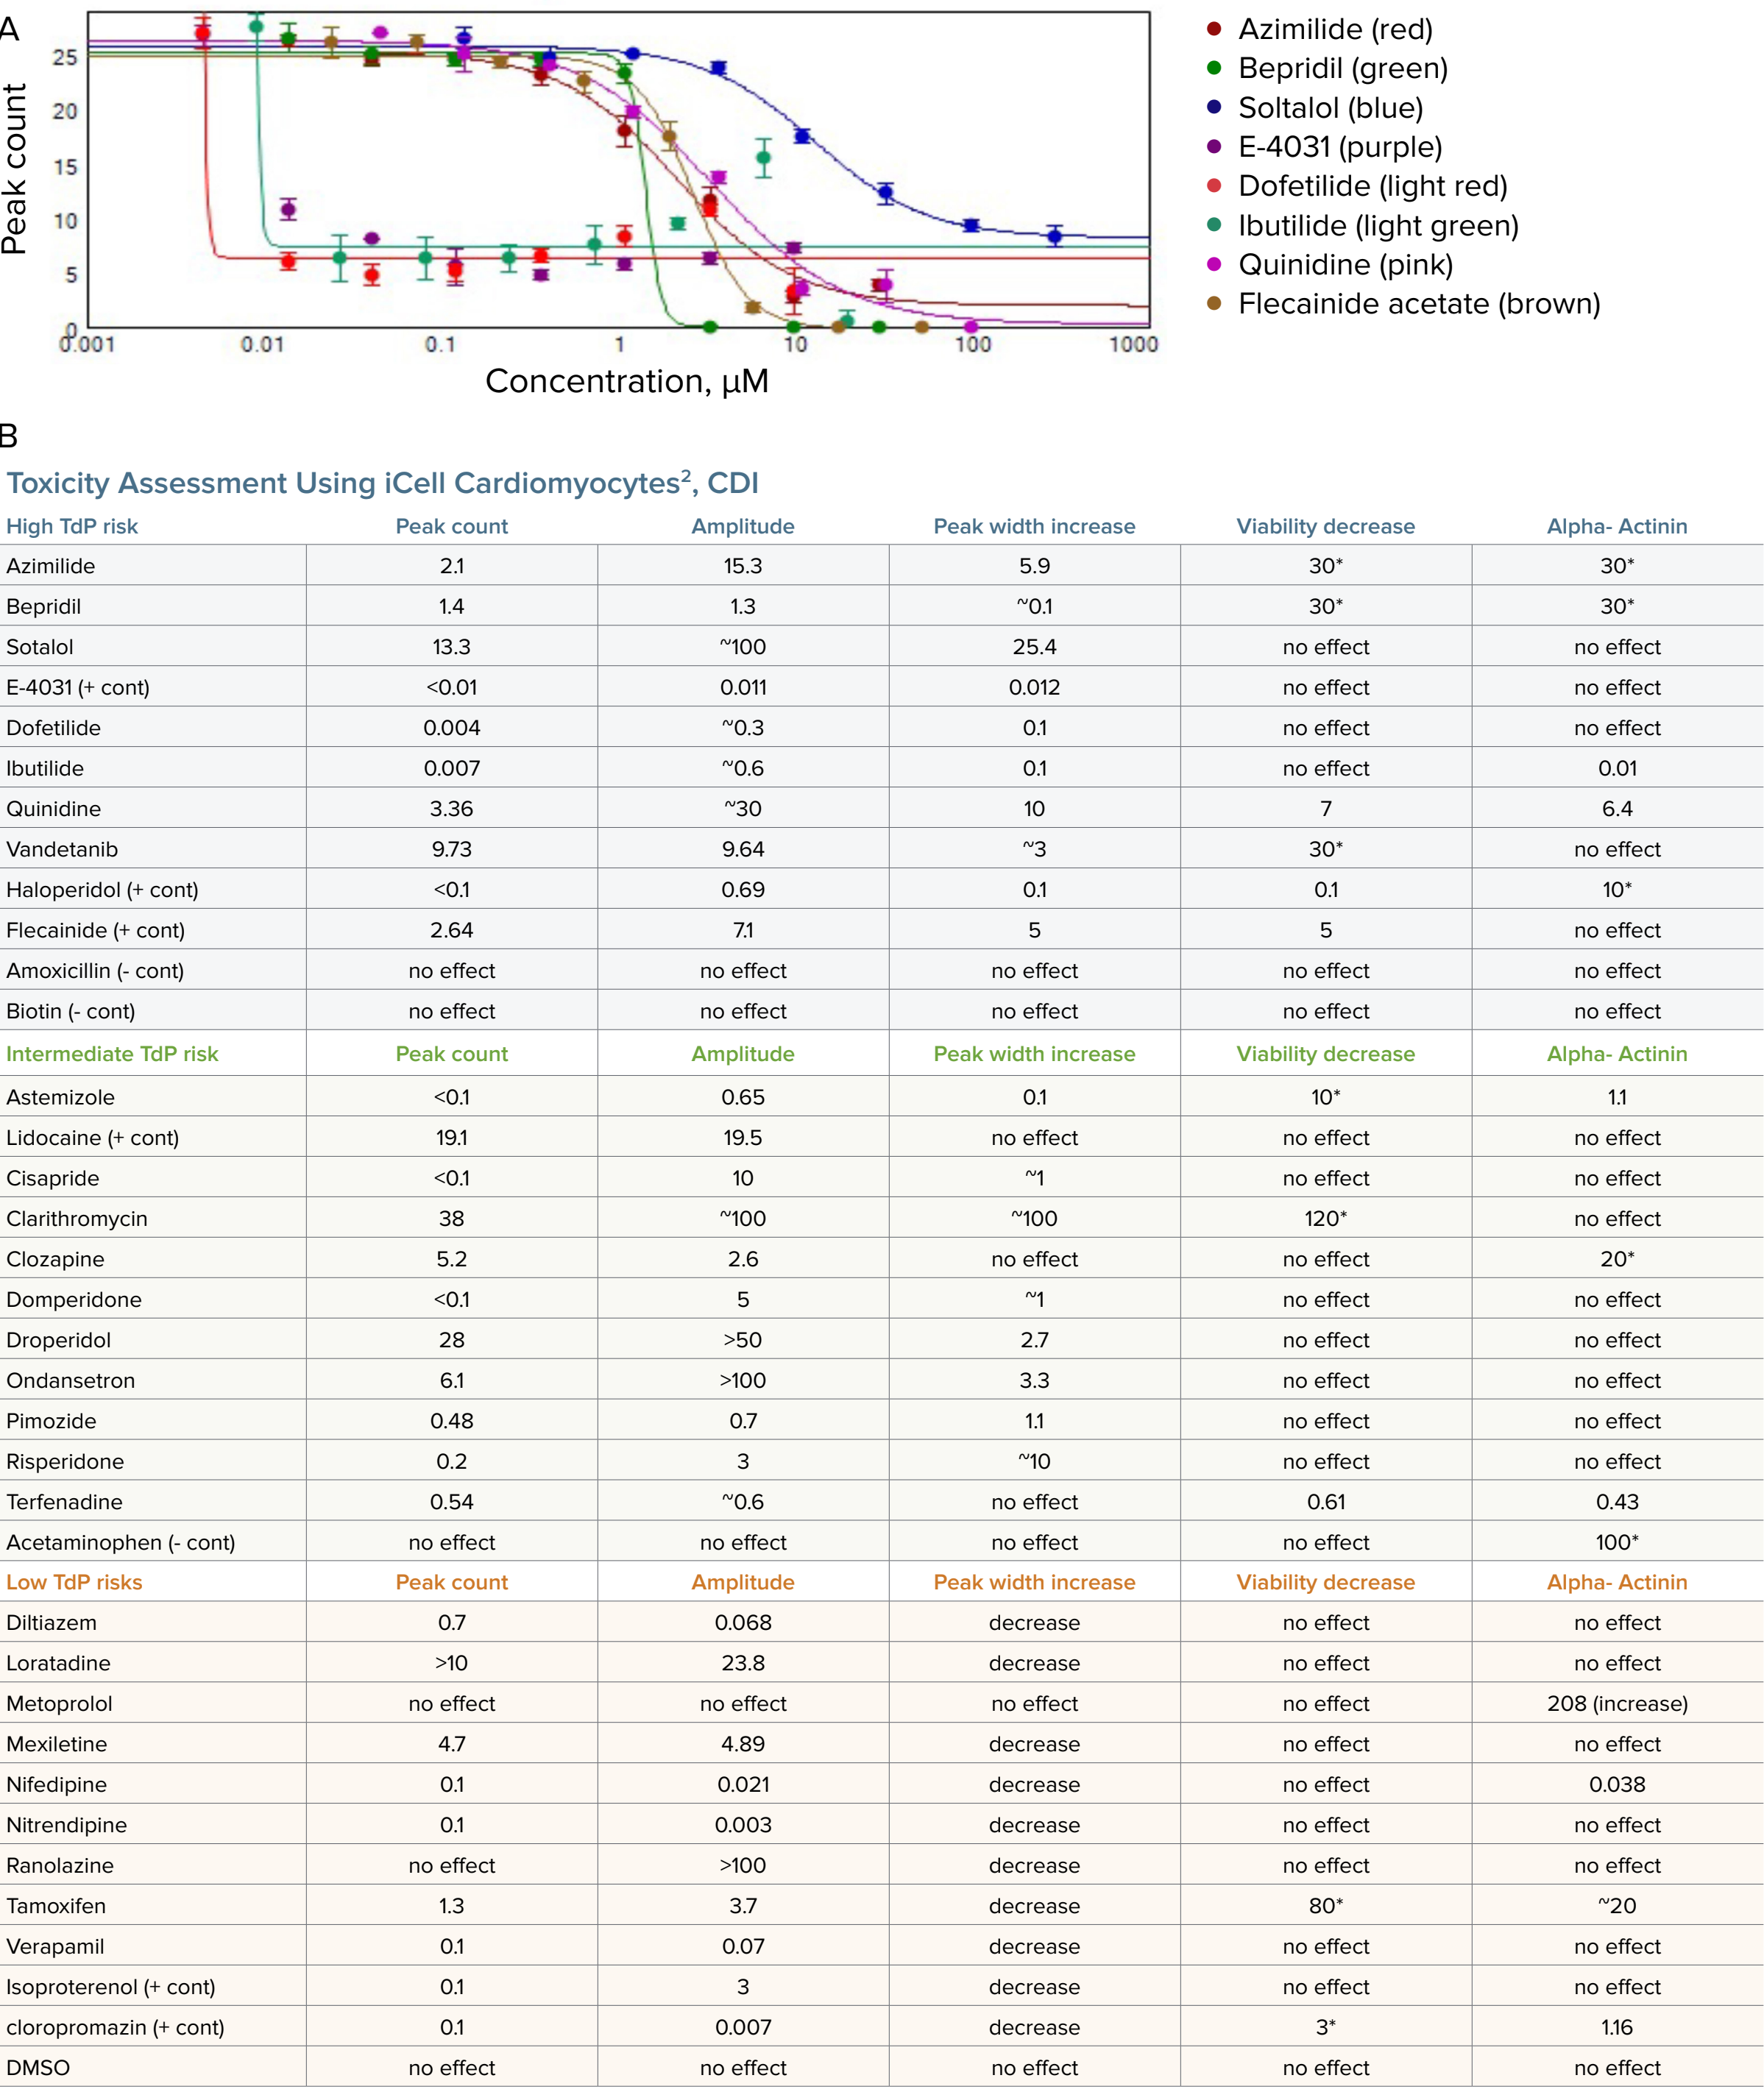 A
Peak count
25
20
15
10
5
0
0.001 0.01 0.1 1 10 100 1000
Concentration, µM
Azimilide (red)
Bepridil (green)
Soltalol (blue)
E-4031 (purple)
Dofetilide (light red)
Ibutilide (light green)
Quinidine (pink)
Flecainide acetate (brown)
B
Toxicity Assessment Using iCell Cardiomyocytes², CDI
High TdP risk Peak count Amplitude Peak width increase Viability decrease Alpha- Actinin
Azimilide 2.1 15.3 5.9 30* 30*
Bepridil 1.4 1.3 ~0.1 30* 30*
Sotalol 13.3 ~100 25.4 no effect no effect
E-4031 (+ cont) <0.01 0.011 0.012 no effect no effect
Dofetilide 0.004 ~0.3 0.1 no effect no effect
Ibutilide 0.007 ~0.6 0.1 no effect 0.01
Quinidine 3.36 ~30 10 7 6.4
Vandetanib 9.73 9.64 ~3 30* no effect
Haloperidol (+ cont) <0.1 0.69 0.1 0.1 10*
Flecainide (+ cont) 2.64 7.1 5 5 no effect
Amoxicillin (- cont) no effect no effect no effect no effect no effect
Biotin (- cont) no effect no effect no effect no effect no effect
Intermediate TdP risk Peak count Amplitude Peak width increase Viability decrease Alpha- Actinin
Astemizole <0.1 0.65 0.1 10* 1.1
Lidocaine (+ cont) 19.1 19.5 no effect no effect no effect
Cisapride <0.1 10 ~1 no effect no effect
Clarithromycin 38 ~100 ~100 120* no effect
Clozapine 5.2 2.6 no effect no effect 20*
Domperidone <0.1 5 ~1 no effect no effect
Droperidol 28 >50 2.7 no effect no effect
Ondansetron 6.1 >100 3.3 no effect no effect
Pimozide 0.48 0.7 1.1 no effect no effect
Risperidone 0.2 3 ~10 no effect no effect
Terfenadine 0.54 ~0.6 no effect 0.61 0.43
Acetaminophen (- cont) no effect no effect no effect no effect 100*
Low TdP risks Peak count Amplitude Peak width increase Viability decrease Alpha- Actinin
Diltiazem 0.7 0.068 decrease no effect no effect
Loratadine >10 23.8 decrease no effect no effect
Metoprolol no effect no effect no effect no effect 208 (increase)
Mexiletine 4.7 4.89 decrease no effect no effect
Nifedipine 0.1 0.021 decrease no effect 0.038
Nitrendipine 0.1 0.003 decrease no effect no effect
Ranolazine no effect >100 decrease no effect no effect
Tamoxifen 1.3 3.7 decrease 80* ~20
Verapamil 0.1 0.07 decrease no effect no effect
Isoproterenol (+ cont) 0.1 3 decrease no effect no effect
cloropromazin (+ cont) 0.1 0.007 decrease 3* 1.16
DMSO no effect no effect no effect no effect no effect